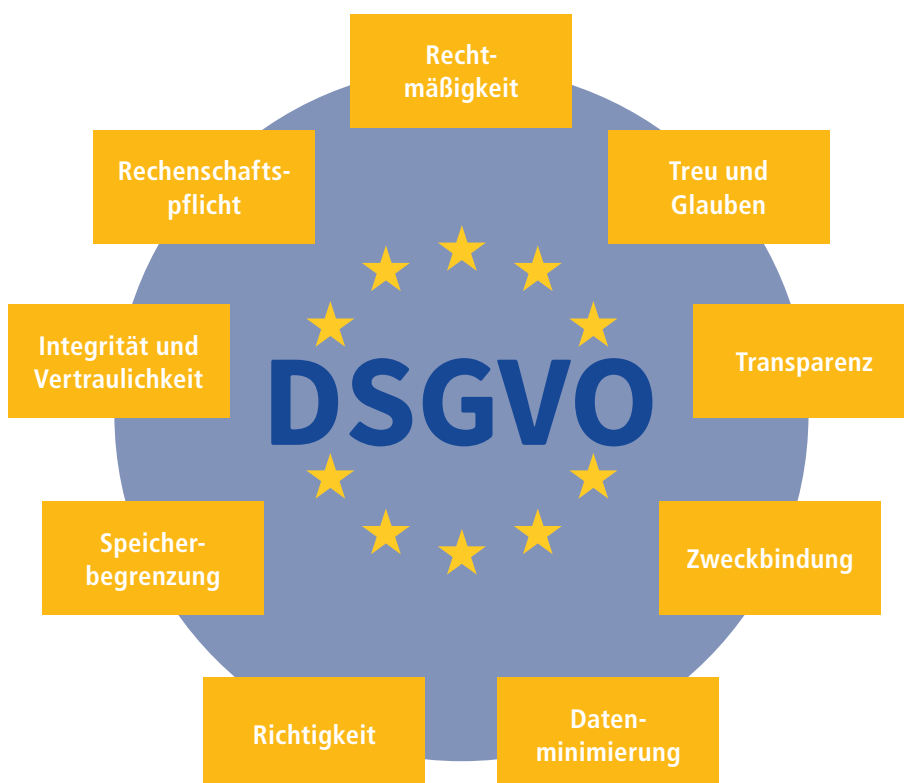 Recht-
mäßigkeit
Rechenschafts-
pflicht
Treu und
Glauben
Integrität und
Vertraulichkeit
DSGVO
Transparenz
Speicher-
begrenzung
Zweckbindung
Richtigkeit
Daten-
minimierung